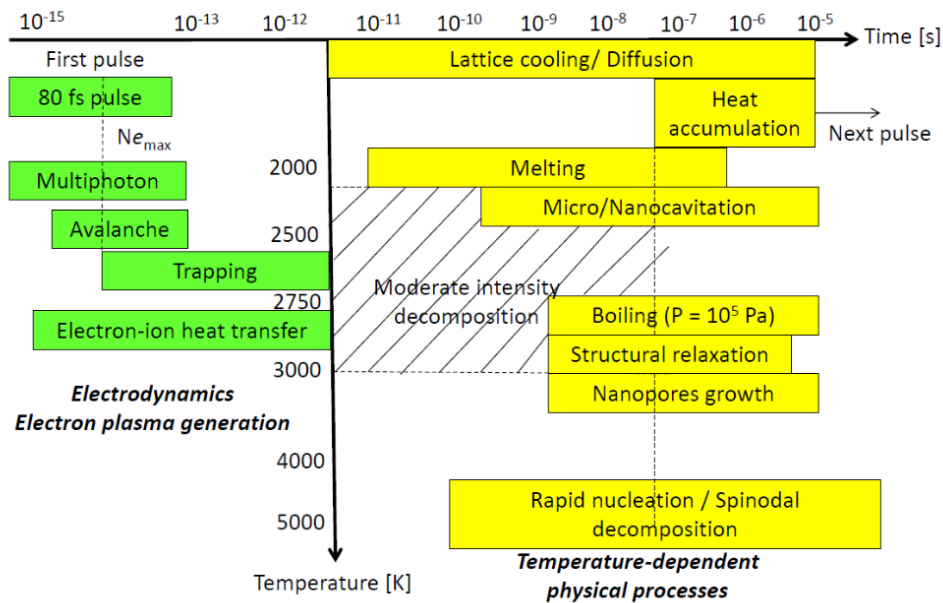 10⁻¹⁵ 10⁻¹³ 10⁻¹² 10⁻¹¹ 10⁻¹⁰ 10⁻⁹ 10⁻⁸ 10⁻⁷ 10⁻⁶ 10⁻⁵
Time [s]
First pulse
Lattice cooling/ Diffusion
80 fs pulse
Heat
accumulation
Next pulse
Ne_max
2000
Melting
Multiphoton
Micro/Nanocavitation
Avalanche
2500
Trapping
Moderate intensity
decomposition
2750
Boiling (P = 10⁵ Pa)
Electron-ion heat transfer
Structural relaxation
3000
Nanopores growth
Electrodynamics
Electron plasma generation
4000
Rapid nucleation / Spinodal
decomposition
5000
Temperature-dependent
physical processes
Temperature [K]